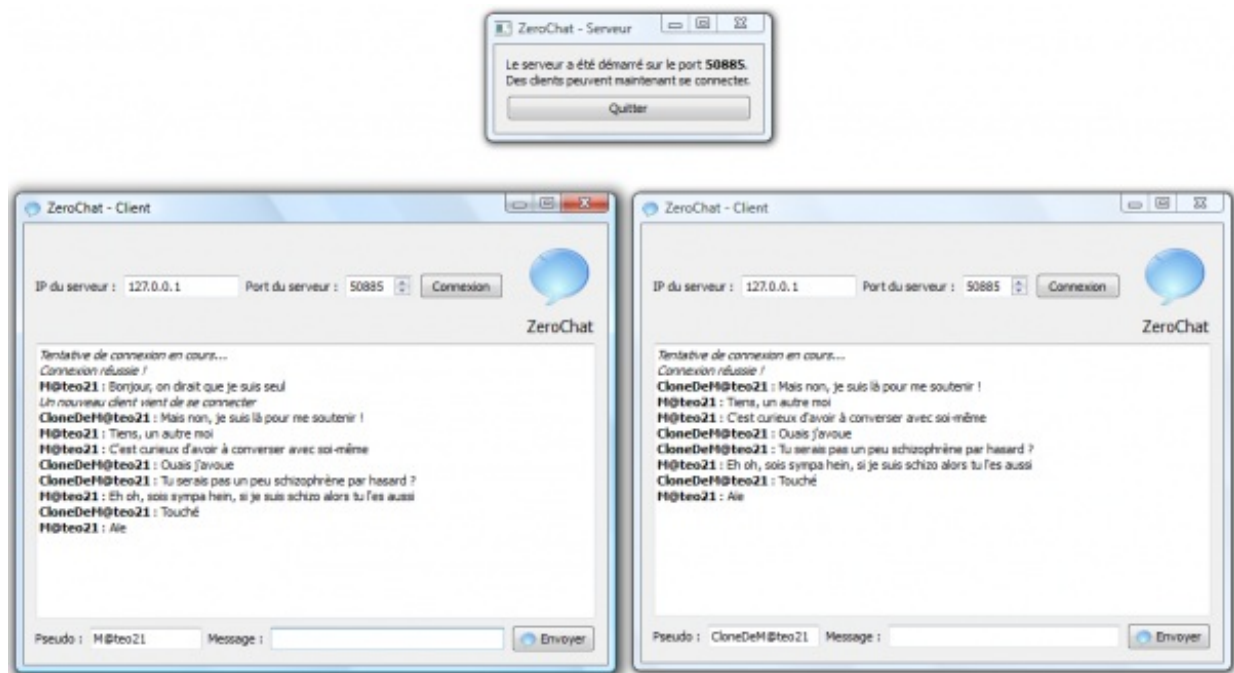 ZeroChat - Serveur
Le serveur a été démarré sur le port 50885.
Des clients peuvent maintenant se connecter.
Quitter
ZeroChat - Client
IP du serveur : 127.0.0.1 Port du serveur : 50885 Connexion
ZeroChat
Tentative de connexion en cours...
Connexion réussie !
M@teo21 : Bonjour, on dirait que je suis seul
Un nouveau client vient de se connecter
CloneDeM@teo21 : Mais non, je suis là pour me soutenir !
M@teo21 : Tiens, un autre moi
M@teo21 : C'est curieux d'avoir à converser avec soi-même
CloneDeM@teo21 : Ouais j'avoue
CloneDeM@teo21 : Tu serais pas un peu schizophrène par hasard ?
M@teo21 : Eh oh, sois sympa hein, si je suis schizo alors tu l'es aussi
CloneDeM@teo21 : Touché
M@teo21 : Aïe
Pseudo : M@teo21 Message : Envoyer
ZeroChat - Client
IP du serveur : 127.0.0.1 Port du serveur : 50885 Connexion
ZeroChat
Tentative de connexion en cours...
Connexion réussie !
CloneDeM@teo21 : Mais non, je suis là pour me soutenir !
M@teo21 : Tiens, un autre moi
M@teo21 : C'est curieux d'avoir à converser avec soi-même
CloneDeM@teo21 : Ouais j'avoue
CloneDeM@teo21 : Tu serais pas un peu schizophrène par hasard ?
M@teo21 : Eh oh, sois sympa hein, si je suis schizo alors tu l'es aussi
CloneDeM@teo21 : Touché
M@teo21 : Aïe
Pseudo : CloneDeM@teo21 Message : Envoyer